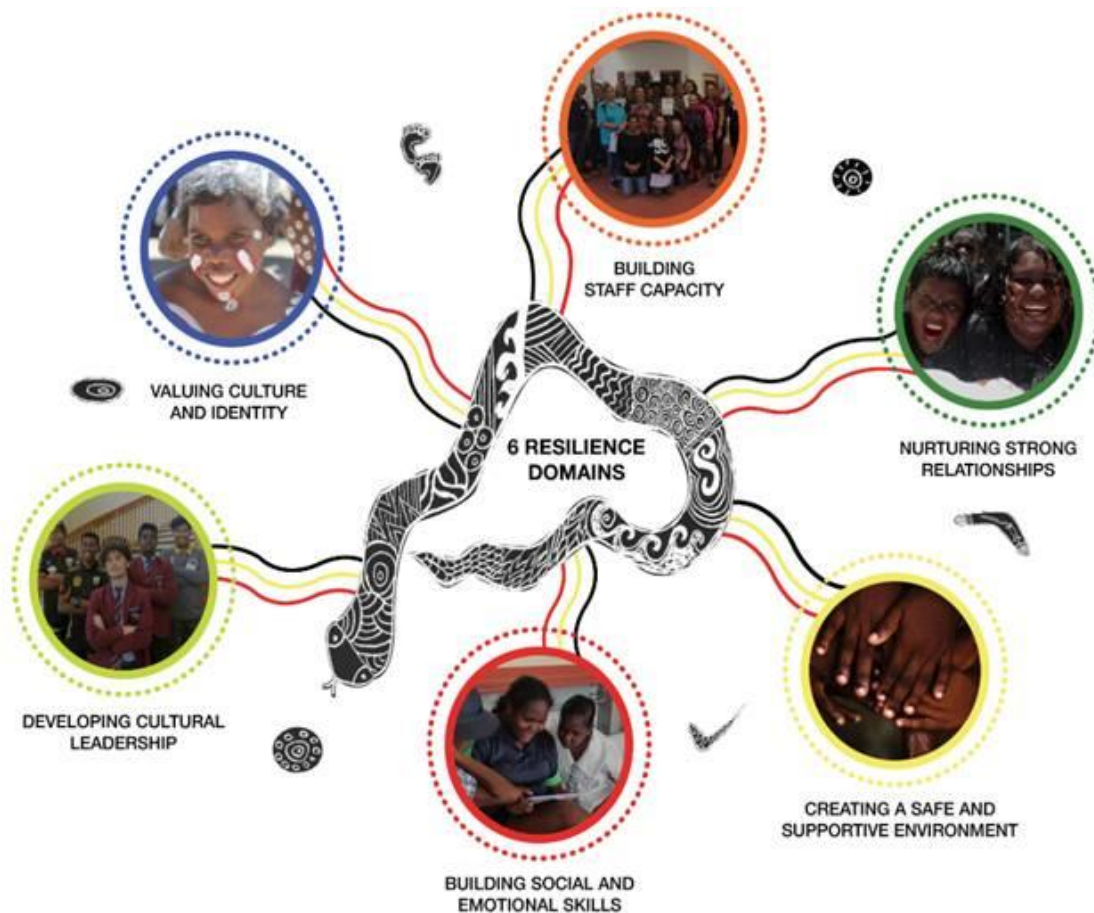 BUILDING
STAFF CAPACITY
VALUING CULTURE
AND IDENTITY
NURTURING STRONG
RELATIONSHIPS
6 RESILIENCE
DOMAINS
DEVELOPING CULTURAL
LEADERSHIP
CREATING A SAFE AND
SUPPORTIVE ENVIRONMENT
BUILDING SOCIAL AND
EMOTIONAL SKILLS